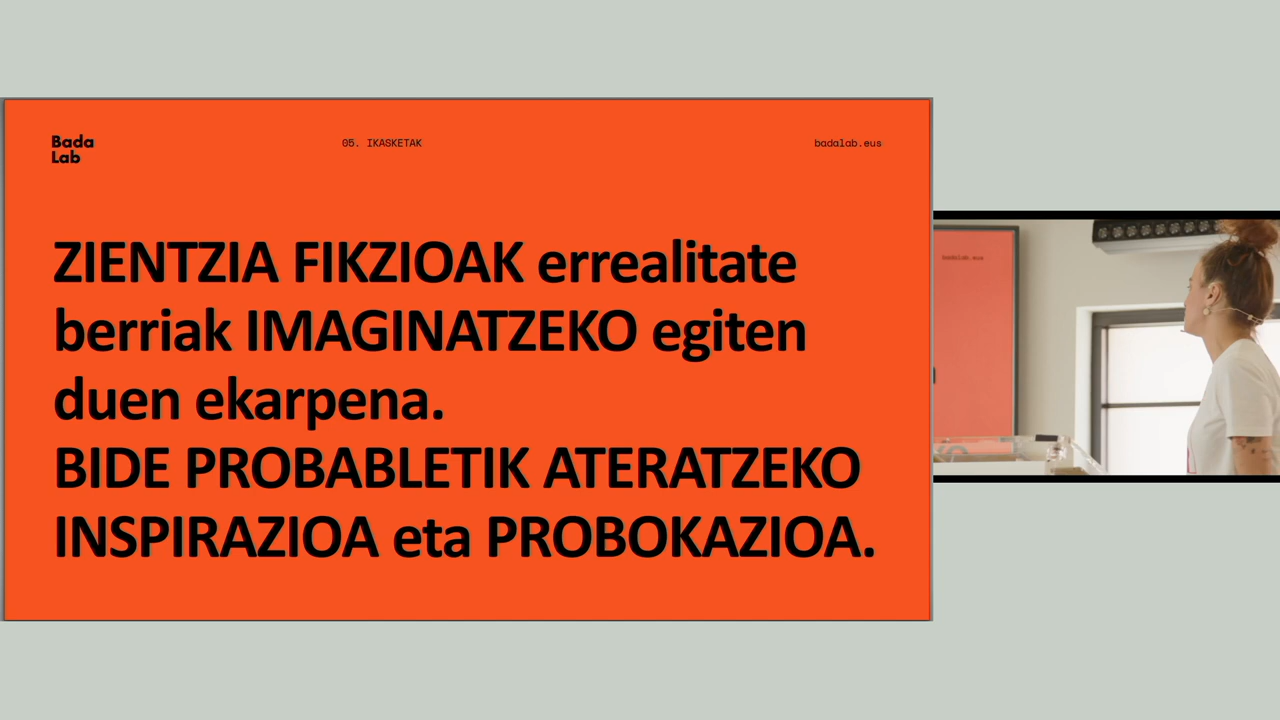 Bada
Lab
05. IKASKETAK
badalab.eus
ZIENTZIA FIKZIOAK errealitate
berriak IMAGINATZEKO egiten
duen ekarpena.
BIDE PROBABLETIK ATERATZEKO
INSPIRAZIOA eta PROBOKAZIOA.
badalab.eus